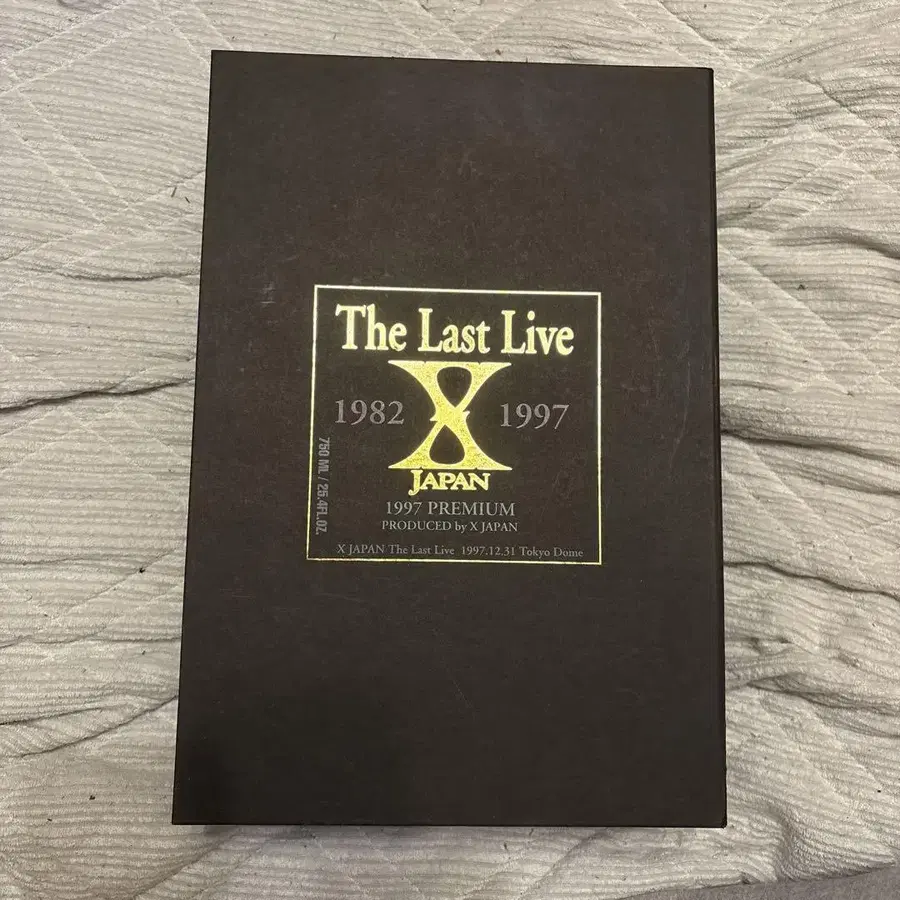 The Last Live
1982 X 1997
JAPAN
1997 PREMIUM
PRODUCED by X JAPAN
750 ML / 25.4FL.OZ.
X JAPAN The Last Live 1997.12.31 Tokyo Dome